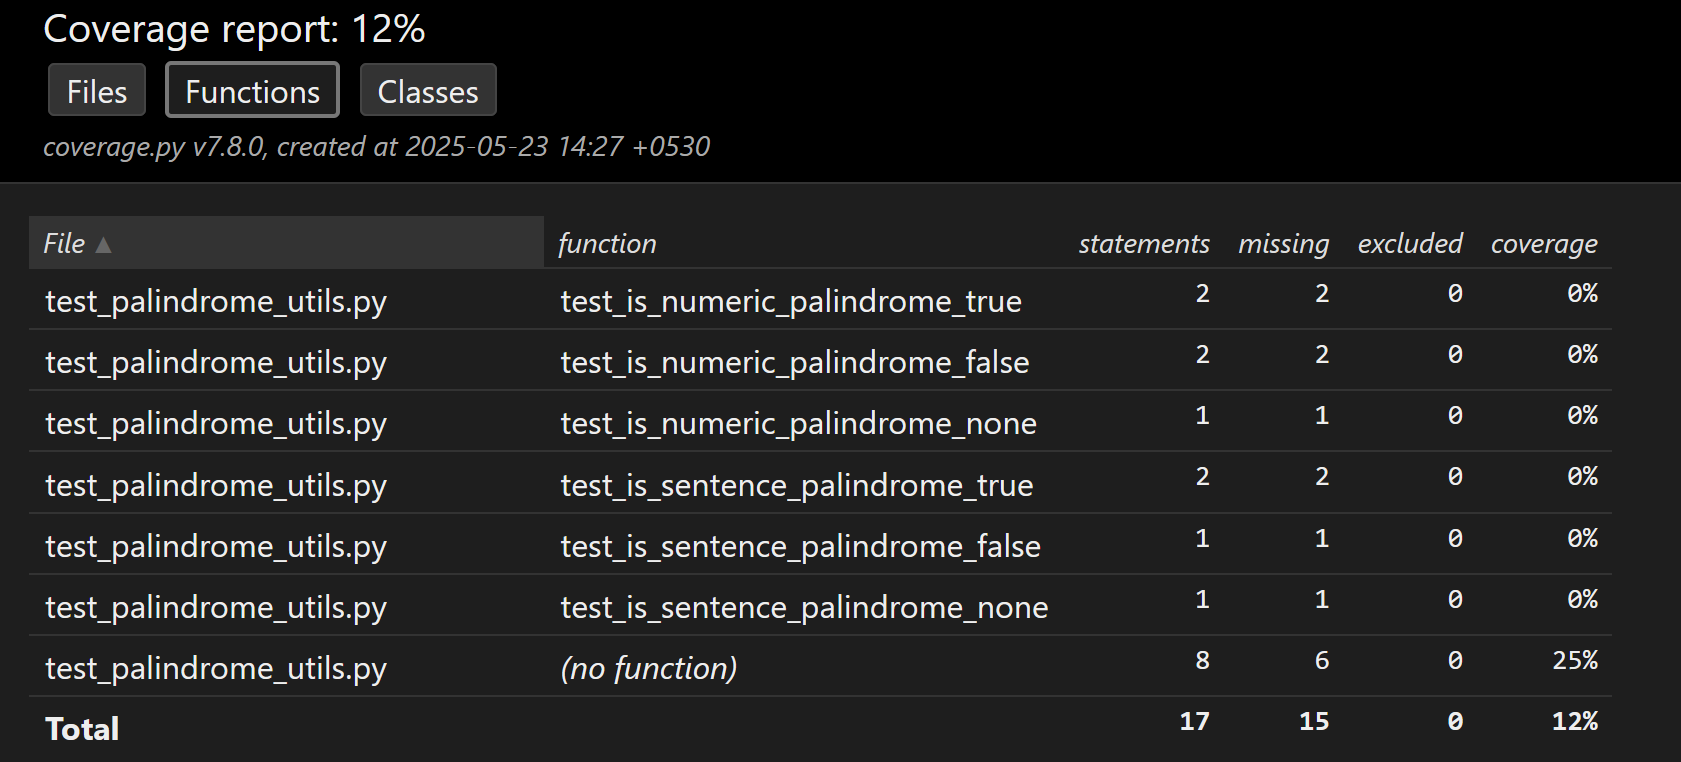 Coverage report: 12%
Files Functions Classes
coverage.py v7.8.0, created at 2025-05-23 14:27 +0530
File ▲ function statements missing excluded coverage
test_palindrome_utils.py test_is_numeric_palindrome_true 2 2 0 0%
test_palindrome_utils.py test_is_numeric_palindrome_false 2 2 0 0%
test_palindrome_utils.py test_is_numeric_palindrome_none 1 1 0 0%
test_palindrome_utils.py test_is_sentence_palindrome_true 2 2 0 0%
test_palindrome_utils.py test_is_sentence_palindrome_false 1 1 0 0%
test_palindrome_utils.py test_is_sentence_palindrome_none 1 1 0 0%
test_palindrome_utils.py (no function) 8 6 0 25%
Total 17 15 0 12%